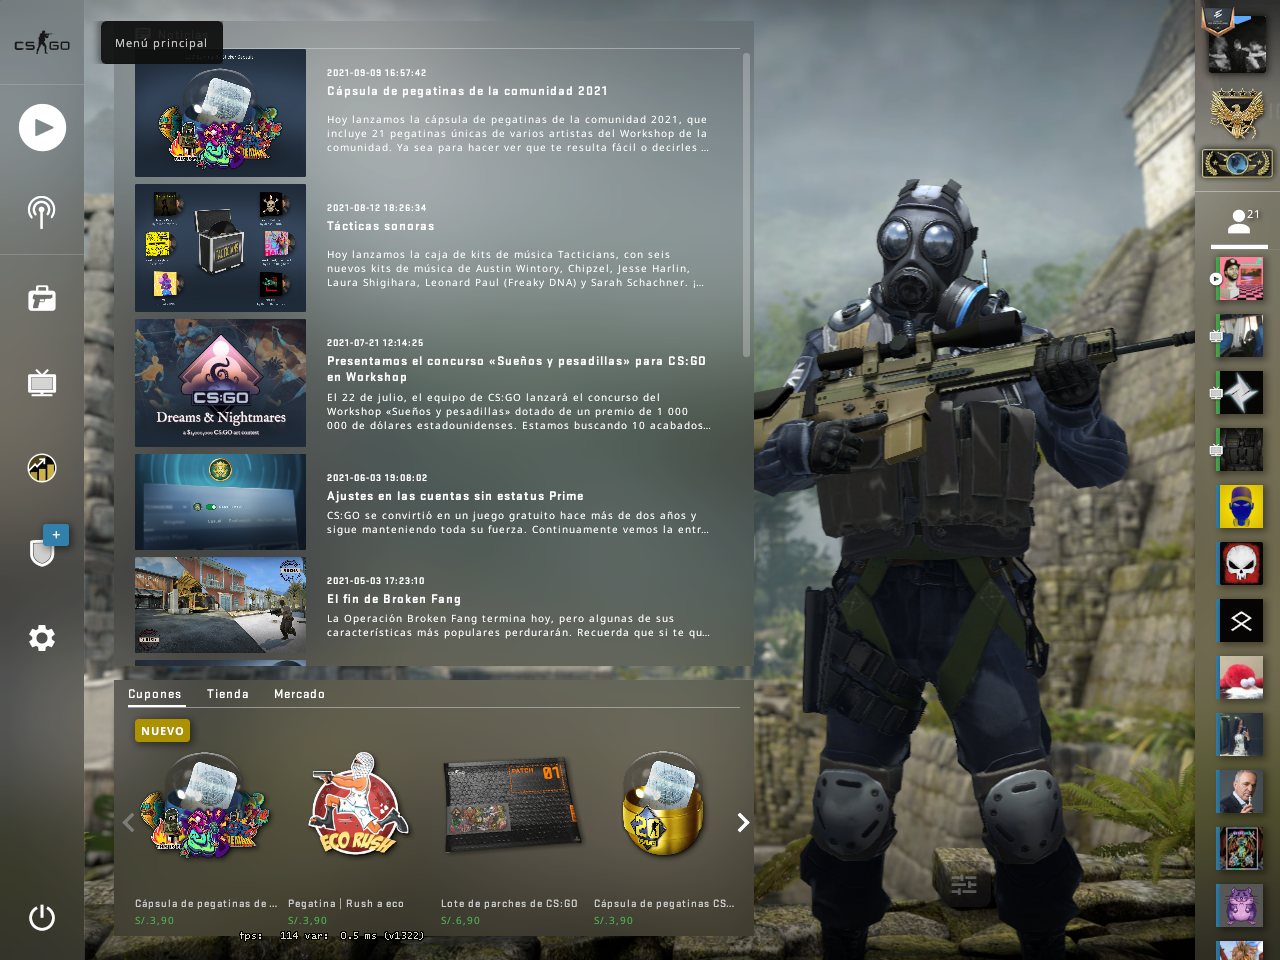 CS GO
Menú principal
Noticias
2021-09-09 16:57:42
Cápsula de pegatinas de la comunidad 2021
Hoy lanzamos la cápsula de pegatinas de la comunidad 2021, que
incluye 21 pegatinas únicas de varios artistas del Workshop de la
comunidad. Ya sea para hacer ver que te resulta fácil o decirles ...
2021-08-12 18:26:34
Tácticas sonoras
Hoy lanzamos la caja de kits de música Tacticians, con seis
nuevos kits de música de Austin Wintory, Chipzel, Jesse Harlin,
Laura Shigihara, Leonard Paul (Freaky DNA) y Sarah Schachner. ¡...
CS:GO
Dreams & Nightmares
a $1,000,000 CS:GO art contest
2021-07-21 12:14:25
Presentamos el concurso «Sueños y pesadillas» para CS:GO
en Workshop
El 22 de julio, el equipo de CS:GO lanzará el concurso del
Workshop «Sueños y pesadillas» dotado de un premio de 1 000
000 de dólares estadounidenses. Estamos buscando 10 acabados...
2021-06-03 19:08:02
Ajustes en las cuentas sin estatus Prime
CS:GO se convirtió en un juego gratuito hace más de dos años y
sigue manteniendo toda su fuerza. Continuamente vemos la entr...
2021-05-03 17:23:10
El fin de Broken Fang
La Operación Broken Fang termina hoy, pero algunas de sus
características más populares perdurarán. Recuerda que si te qu...
Cupones Tienda Mercado
NUEVO
ECO RUSH
PATCH 01
Cápsula de pegatinas de ...
S/.3,90
Pegatina | Rush a eco
S/.3,90
Lote de parches de CS:GO
S/.6,90
Cápsula de pegatinas CS...
S/.3,90
fps: 114 var: 0.5 ms (v1322)
21